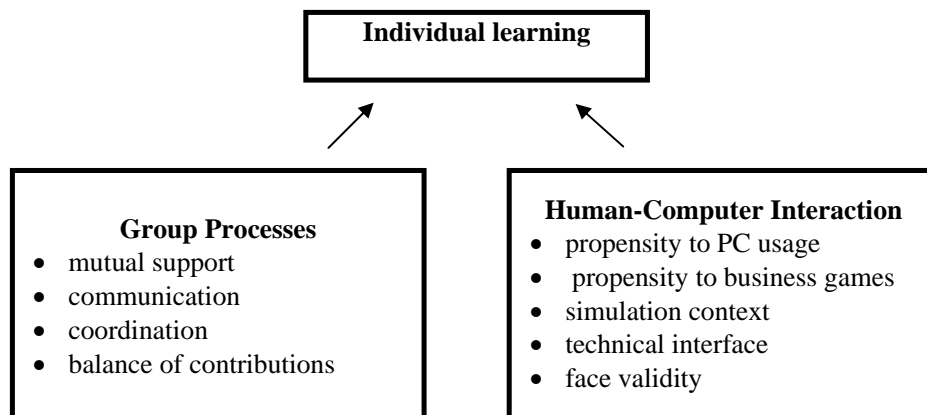 Individual learning
Group Processes
• mutual support
• communication
• coordination
• balance of contributions
Human-Computer Interaction
• propensity to PC usage
• propensity to business games
• simulation context
• technical interface
• face validity